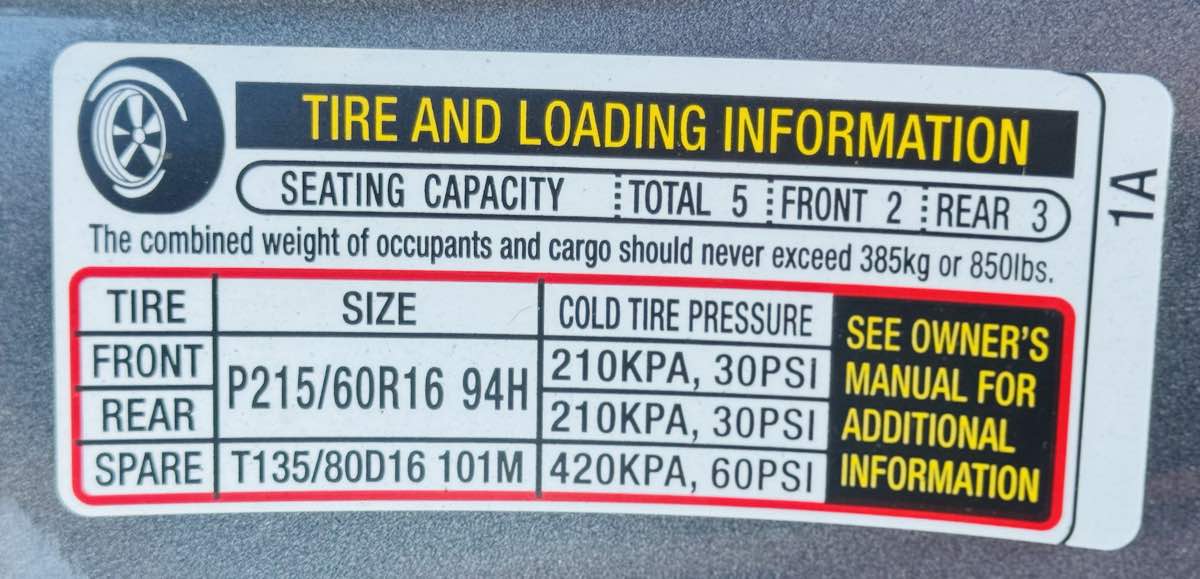 TIRE AND LOADING INFORMATION
SEATING CAPACITY TOTAL 5 FRONT 2 REAR 3
The combined weight of occupants and cargo should never exceed 385kg or 850lbs.
TIRE SIZE COLD TIRE PRESSURE
FRONT P215/60R16 94H 210KPA, 30PSI
REAR 210KPA, 30PSI
SPARE T135/80D16 101M 420KPA, 60PSI
SEE OWNER'S
MANUAL FOR
ADDITIONAL
INFORMATION
1A